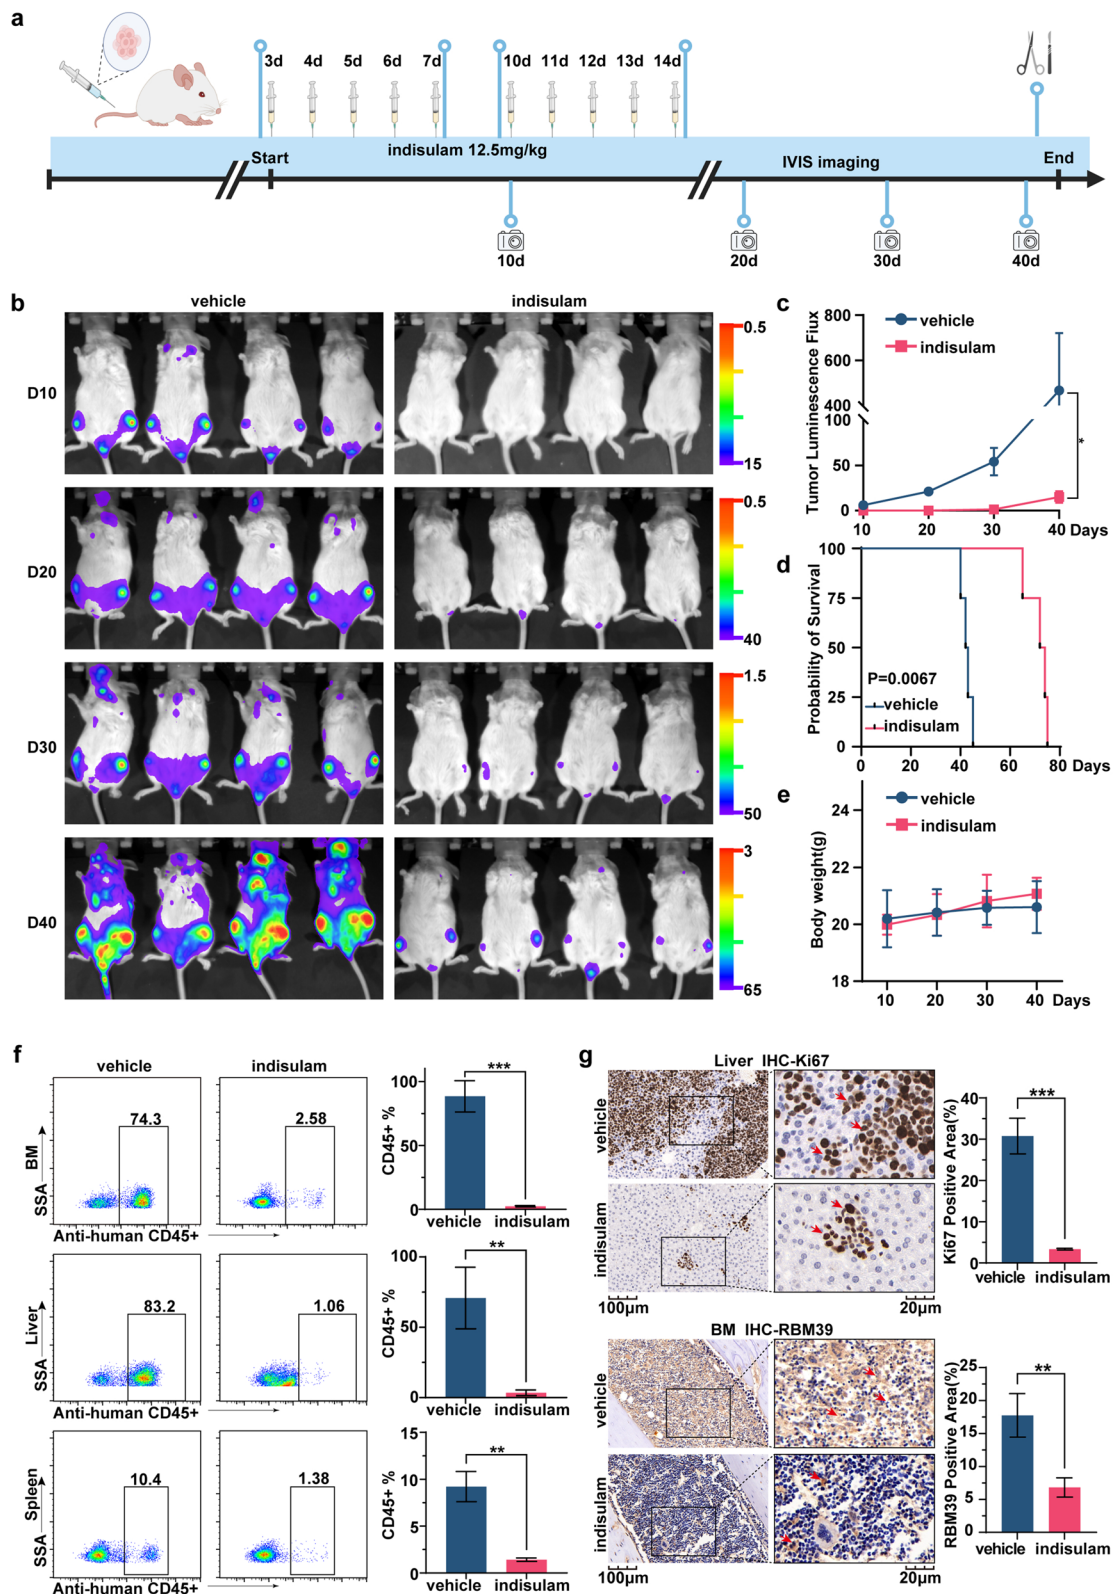 a
3d 4d 5d 6d 7d 10d 11d 12d 13d 14d
indisulam 12.5mg/kg
Start IVIS imaging End
10d 20d 30d 40d
b
vehicle indisulam
D10
0.5
15
D20
0.5
40
D30
1.5
50
D40
3
65
c
Tumor Luminescence Fiux
800
600
400
100
50
0
vehicle
indisulam
*
10 20 30 40 Days
d
Probability of Survival
100
75
50
25
0
P=0.0067
vehicle
indisulam
0 20 40 60 80 Days
e
Body weight(g)
24
22
20
18
vehicle
indisulam
10 20 30 40 Days
f
vehicle indisulam
SSA BM
74.3 2.58
Anti-human CD45+
CD45+ %
100
50
0
***
vehicle indisulam
SSA Liver
83.2 1.06
Anti-human CD45+
CD45+ %
100
50
0
**
vehicle indisulam
SSA Spleen
10.4 1.38
Anti-human CD45+
CD45+ %
15
10
5
0
**
vehicle indisulam
g
Liver IHC-Ki67
vehicle
indisulam
100μm 20μm
Ki67 Positive Area(%)
40
30
20
10
0
***
vehicle indisulam
BM IHC-RBM39
vehicle
indisulam
100μm 20μm
RBM39 Positive Area(%)
25
20
15
10
5
0
**
vehicle indisulam